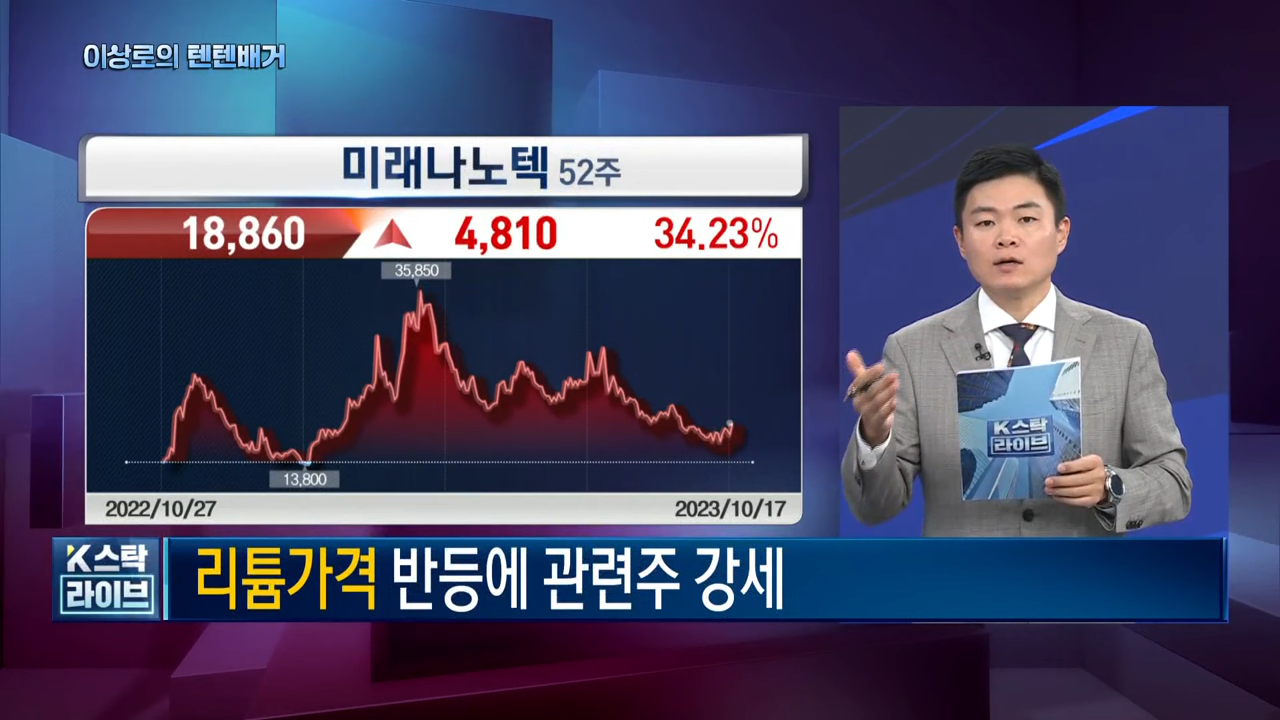 이상로의 텐텐배거
미래나노텍 52주
18,860 4,810 34.23%
35,850
13,800
2022/10/27 2023/10/17
K스탁
라이브
K스탁
라이브
리튬가격 반등에 관련주 강세